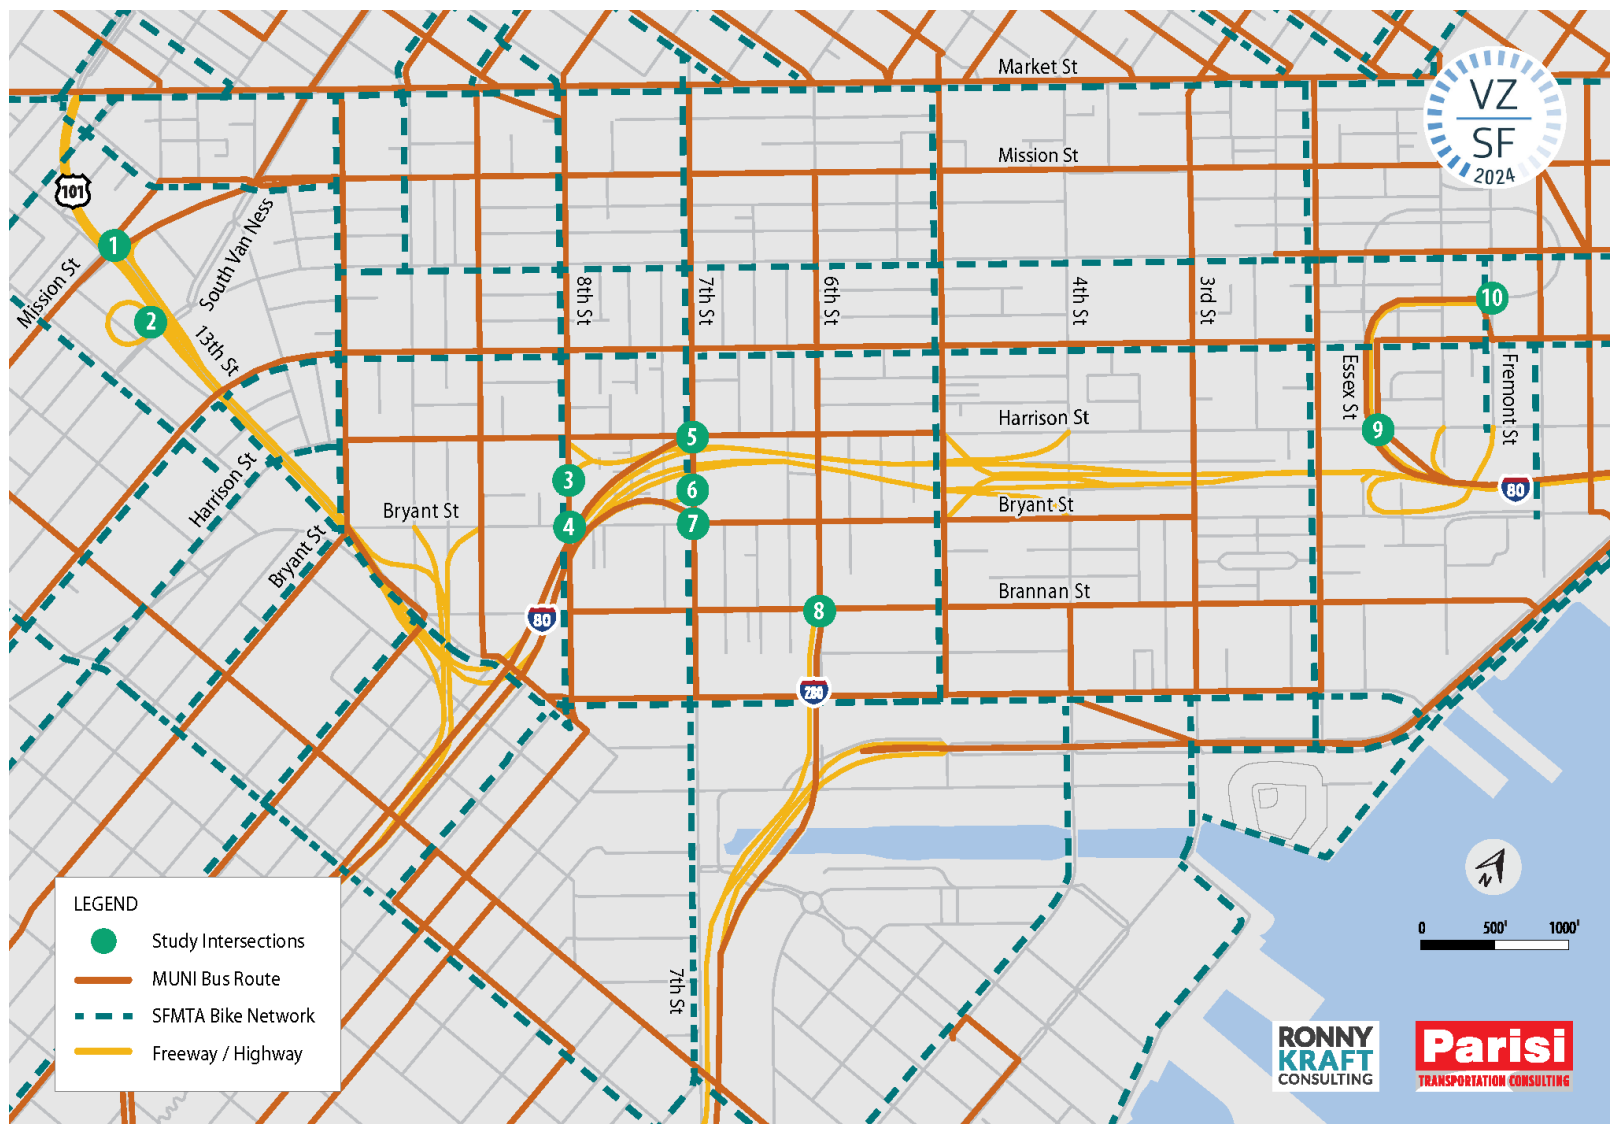 Market St
VZ
SF
2024
Mission St
101
1
South Van Ness
Mission St
2
13th St
8th St
7th St
6th St
4th St
3rd St
10
Essex St
Fremont St
Harrison St
9
5
3
6
80
Harrison St
Bryant St
4
7
Bryant St
Bryant St
Brannan St
8
80
280
N
LEGEND
Study Intersections
MUNI Bus Route
SFMTA Bike Network
Freeway / Highway
7th St
0 500' 1000'
RONNY
KRAFT
CONSULTING
Parisi
TRANSPORTATION CONSULTING